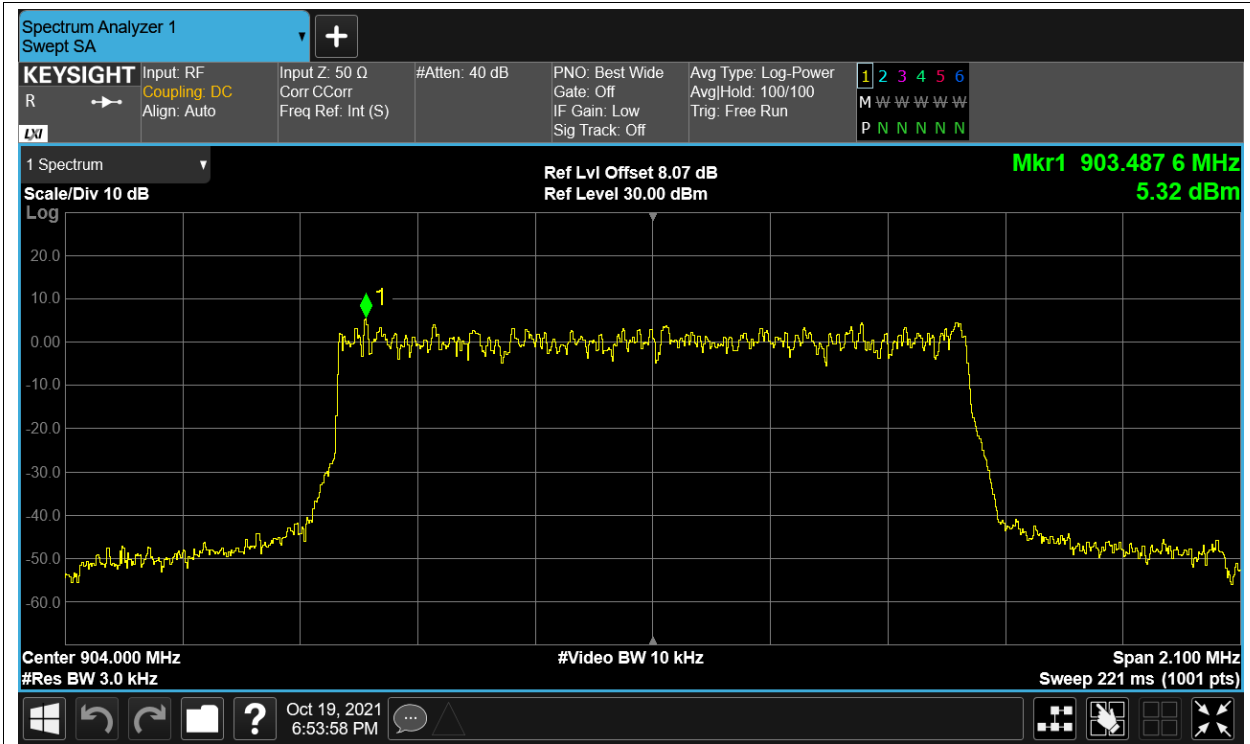 Spectrum Analyzer 1
Swept SA
KEYSIGHT
R
LXI
Input: RF
Coupling: DC
Align: Auto
Input Z: 50 Ω
Corr CCorr
Freq Ref: Int (S)
#Atten: 40 dB
PNO: Best Wide
Gate: Off
IF Gain: Low
Sig Track: Off
Avg Type: Log-Power
Avg|Hold: 100/100
Trig: Free Run
1 2 3 4 5 6
M W W W W W
P N N N N N
1 Spectrum
Scale/Div 10 dB
Log
Ref Lvl Offset 8.07 dB
Ref Level 30.00 dBm
Mkr1 903.487 6 MHz
5.32 dBm
20.0
10.0
1
0.00
-10.0
-20.0
-30.0
-40.0
-50.0
-60.0
Center 904.000 MHz
#Video BW 10 kHz
Span 2.100 MHz
#Res BW 3.0 kHz
Sweep 221 ms (1001 pts)
?
Oct 19, 2021
6:53:58 PM